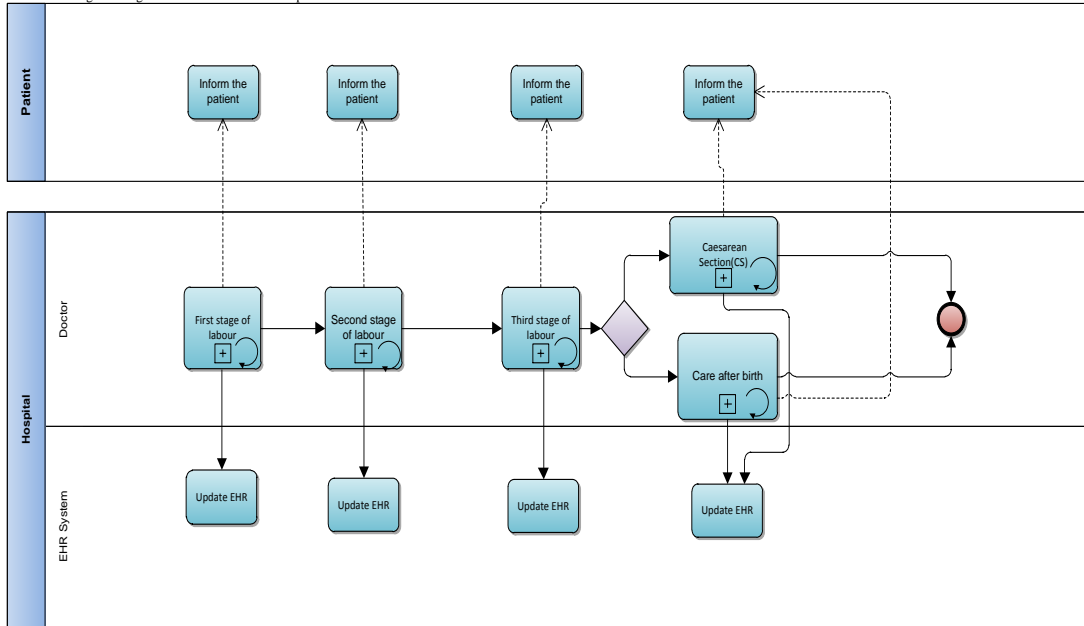 Patient
Inform the
patient
Inform the
patient
Inform the
patient
Inform the
patient
Hospital
Doctor
First stage of
labour
Second stage
of labour
Third stage of
labour
Caesarean
Section(CS)
Care after birth
EHR System
Update EHR
Update EHR
Update EHR
Update EHR